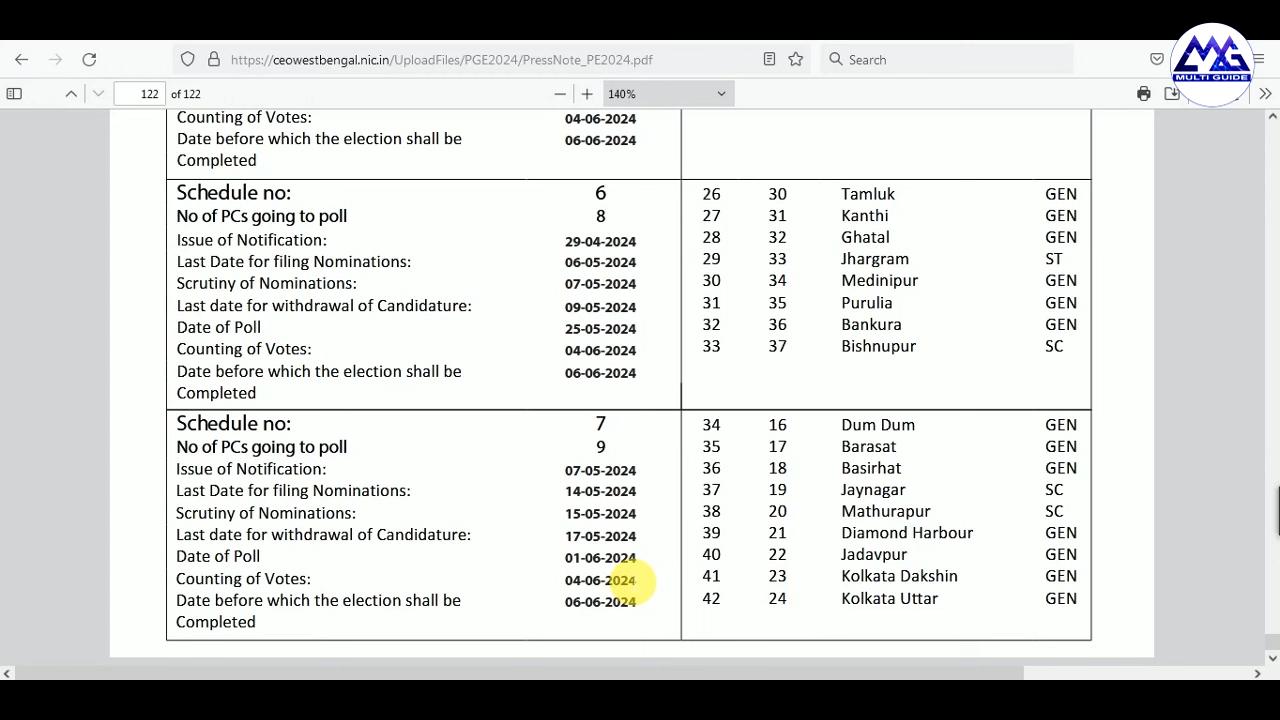 MG
MULTI GUIDE
https://ceowestbengal.nic.in/UploadFiles/PGE2024/PressNote_PE2024.pdf
Search
122 of 122
140%
Counting of Votes: 04-06-2024
Date before which the election shall be 06-06-2024
Completed
Schedule no: 6
No of PCs going to poll 8
Issue of Notification: 29-04-2024
Last Date for filing Nominations: 06-05-2024
Scrutiny of Nominations: 07-05-2024
Last date for withdrawal of Candidature: 09-05-2024
Date of Poll 25-05-2024
Counting of Votes: 04-06-2024
Date before which the election shall be 06-06-2024
Completed
26 30 Tamluk GEN
27 31 Kanthi GEN
28 32 Ghatal GEN
29 33 Jhargram ST
30 34 Medinipur GEN
31 35 Purulia GEN
32 36 Bankura GEN
33 37 Bishnupur SC
Schedule no: 7
No of PCs going to poll 9
Issue of Notification: 07-05-2024
Last Date for filing Nominations: 14-05-2024
Scrutiny of Nominations: 15-05-2024
Last date for withdrawal of Candidature: 17-05-2024
Date of Poll 01-06-2024
Counting of Votes: 04-06-2024
Date before which the election shall be 06-06-2024
Completed
34 16 Dum Dum GEN
35 17 Barasat GEN
36 18 Basirhat GEN
37 19 Jaynagar SC
38 20 Mathurapur SC
39 21 Diamond Harbour GEN
40 22 Jadavpur GEN
41 23 Kolkata Dakshin GEN
42 24 Kolkata Uttar GEN